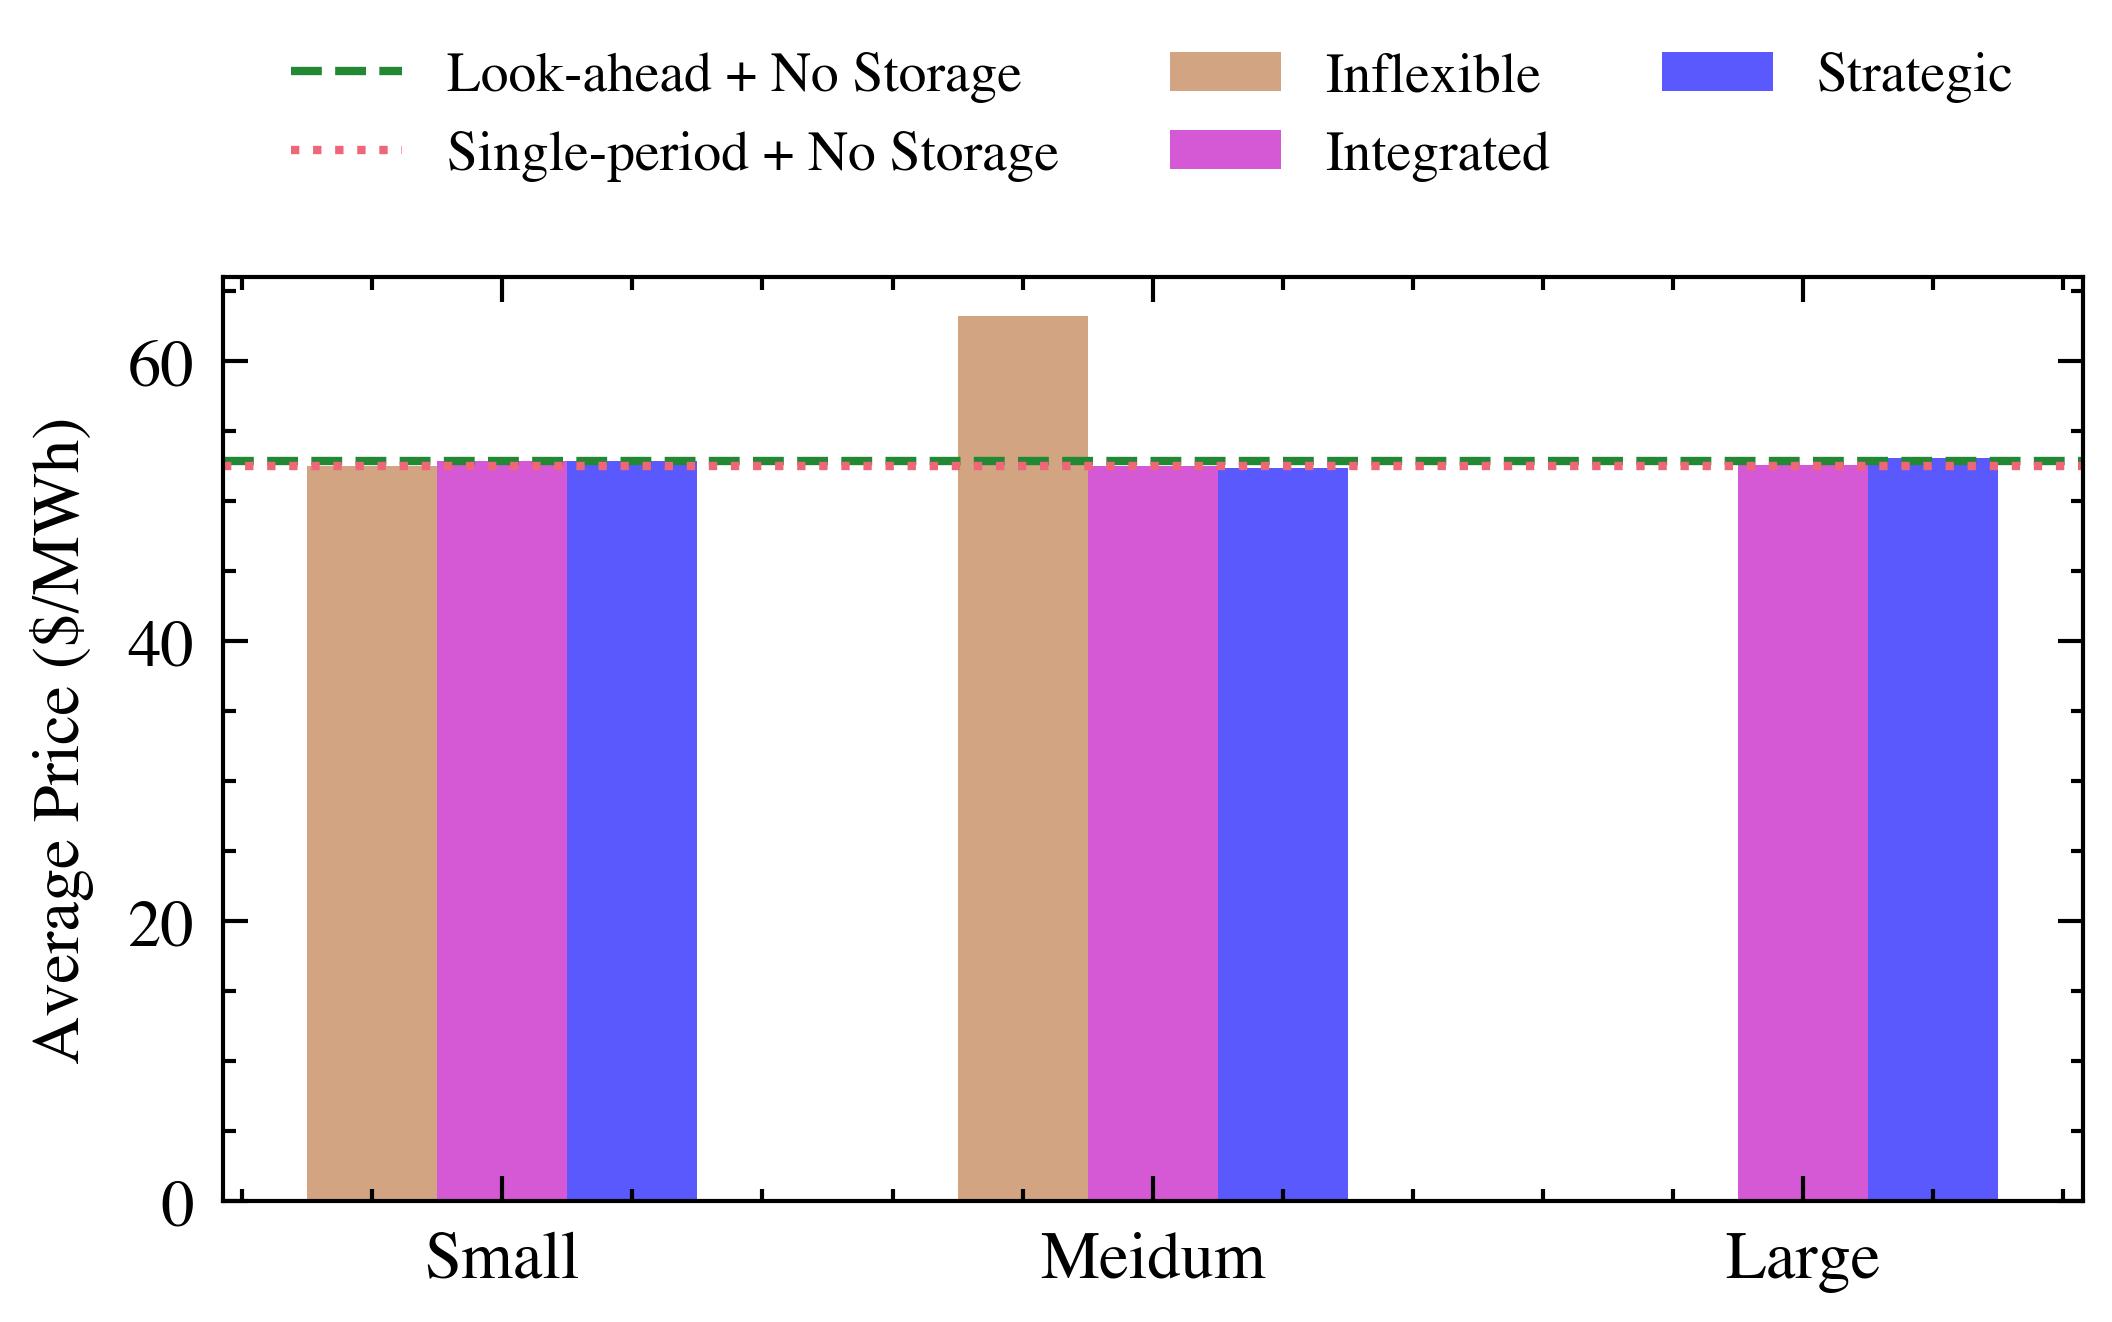 Look-ahead + No Storage
Single-period + No Storage
Inflexible
Integrated
Strategic
Average Price ($/MWh)
60
40
20
0
Small
Meidum
Large